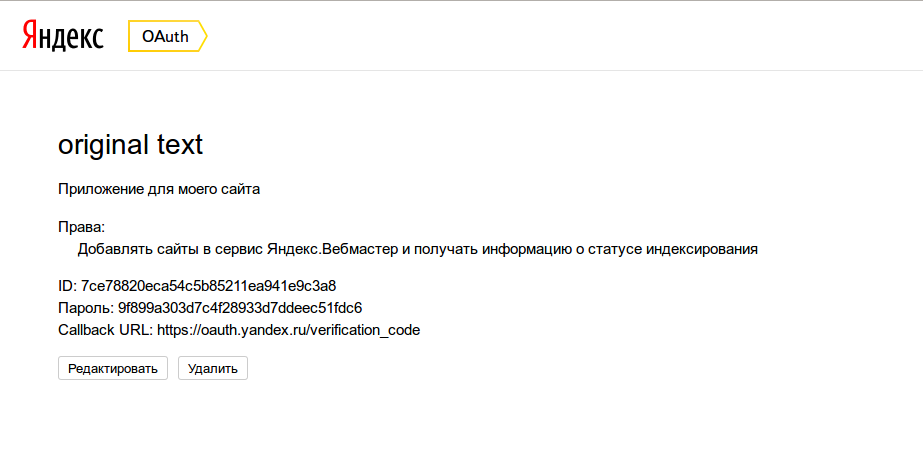 Яндекс OAuth
original text
Приложение для моего сайта
Права:
Добавлять сайты в сервис Яндекс.Вебмастер и получать информацию о статусе индексирования
ID: 7ce78820eca54c5b85211ea941e9c3a8
Пароль: 9f899a303d7c4f28933d7ddeec51fdc6
Callback URL: https://oauth.yandex.ru/verification_code
Редактировать Удалить